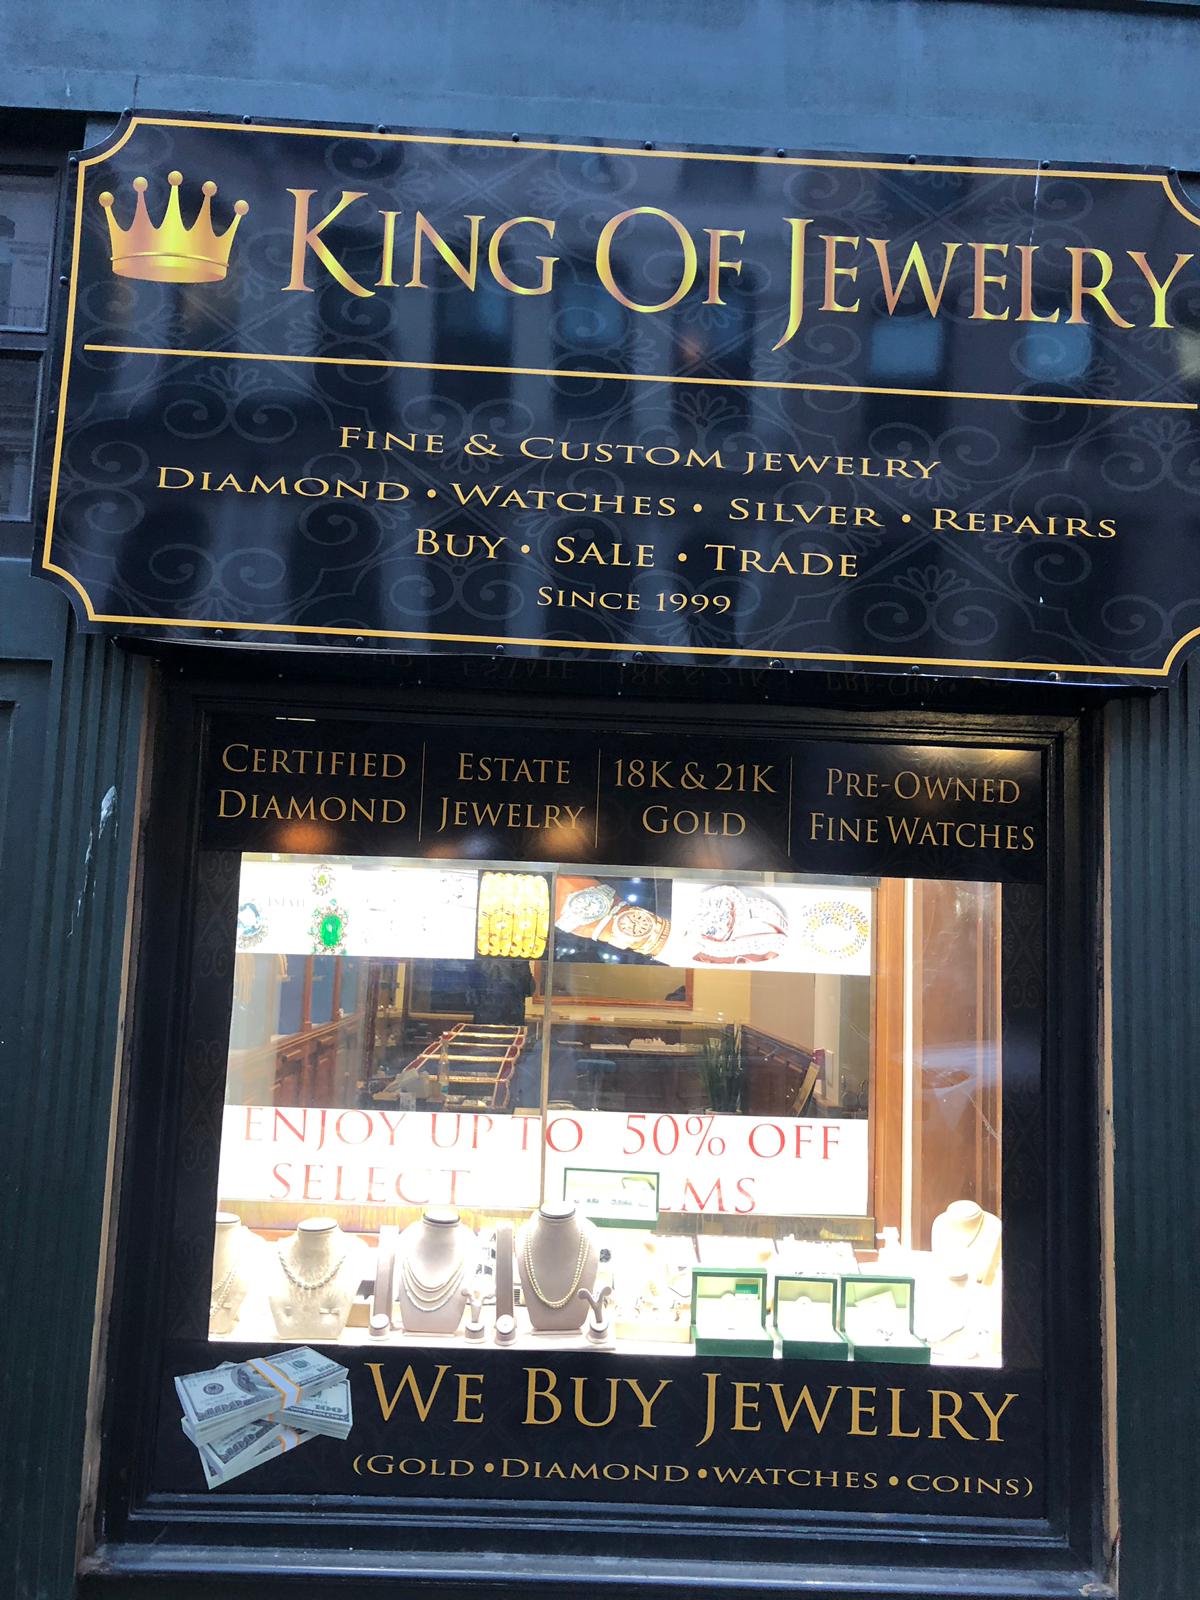 KING OF JEWELRY
FINE & CUSTOM JEWELRY
DIAMOND • WATCHES • SILVER • REPAIRS
BUY • SALE • TRADE
SINCE 1999
CERTIFIED DIAMOND
ESTATE JEWELRY
18K & 21K GOLD
PRE-OWNED FINE WATCHES
ESTATE
ENJOY UP TO 50% OFF
SELECT EMS
WE BUY JEWELRY
(GOLD • DIAMOND • WATCHES • COINS)